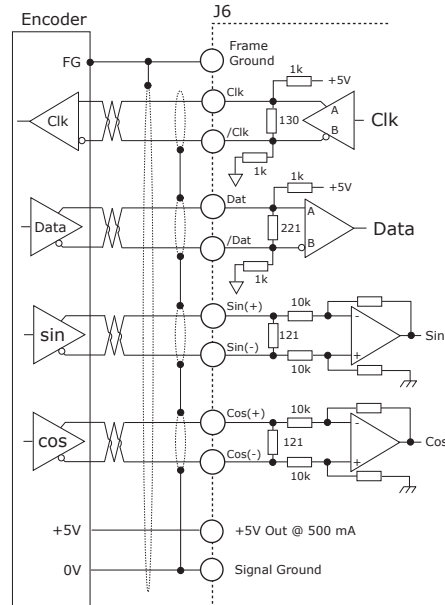 Encoder
J6
FG
Frame
Ground
1k
+5V
Clk
Clk
A
130
Clk
B
/Clk
1k
1k
+5V
Dat
Data
A
221
Data
/Dat
B
1k
10k
Sin(+)
-
sin
121
Sin
Sin(-)
+
10k
10k
Cos(+)
-
cos
121
Cos
Cos(-)
+
10k
+5V
+5V Out @ 500 mA
0V
Signal Ground